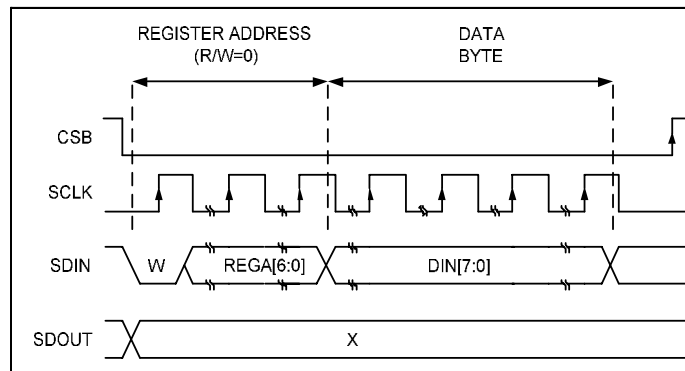 REGISTER ADDRESS
(R/W=0)
DATA
BYTE
CSB
SCLK
SDIN
W
REGA[6:0]
DIN[7:0]
SDOUT
X